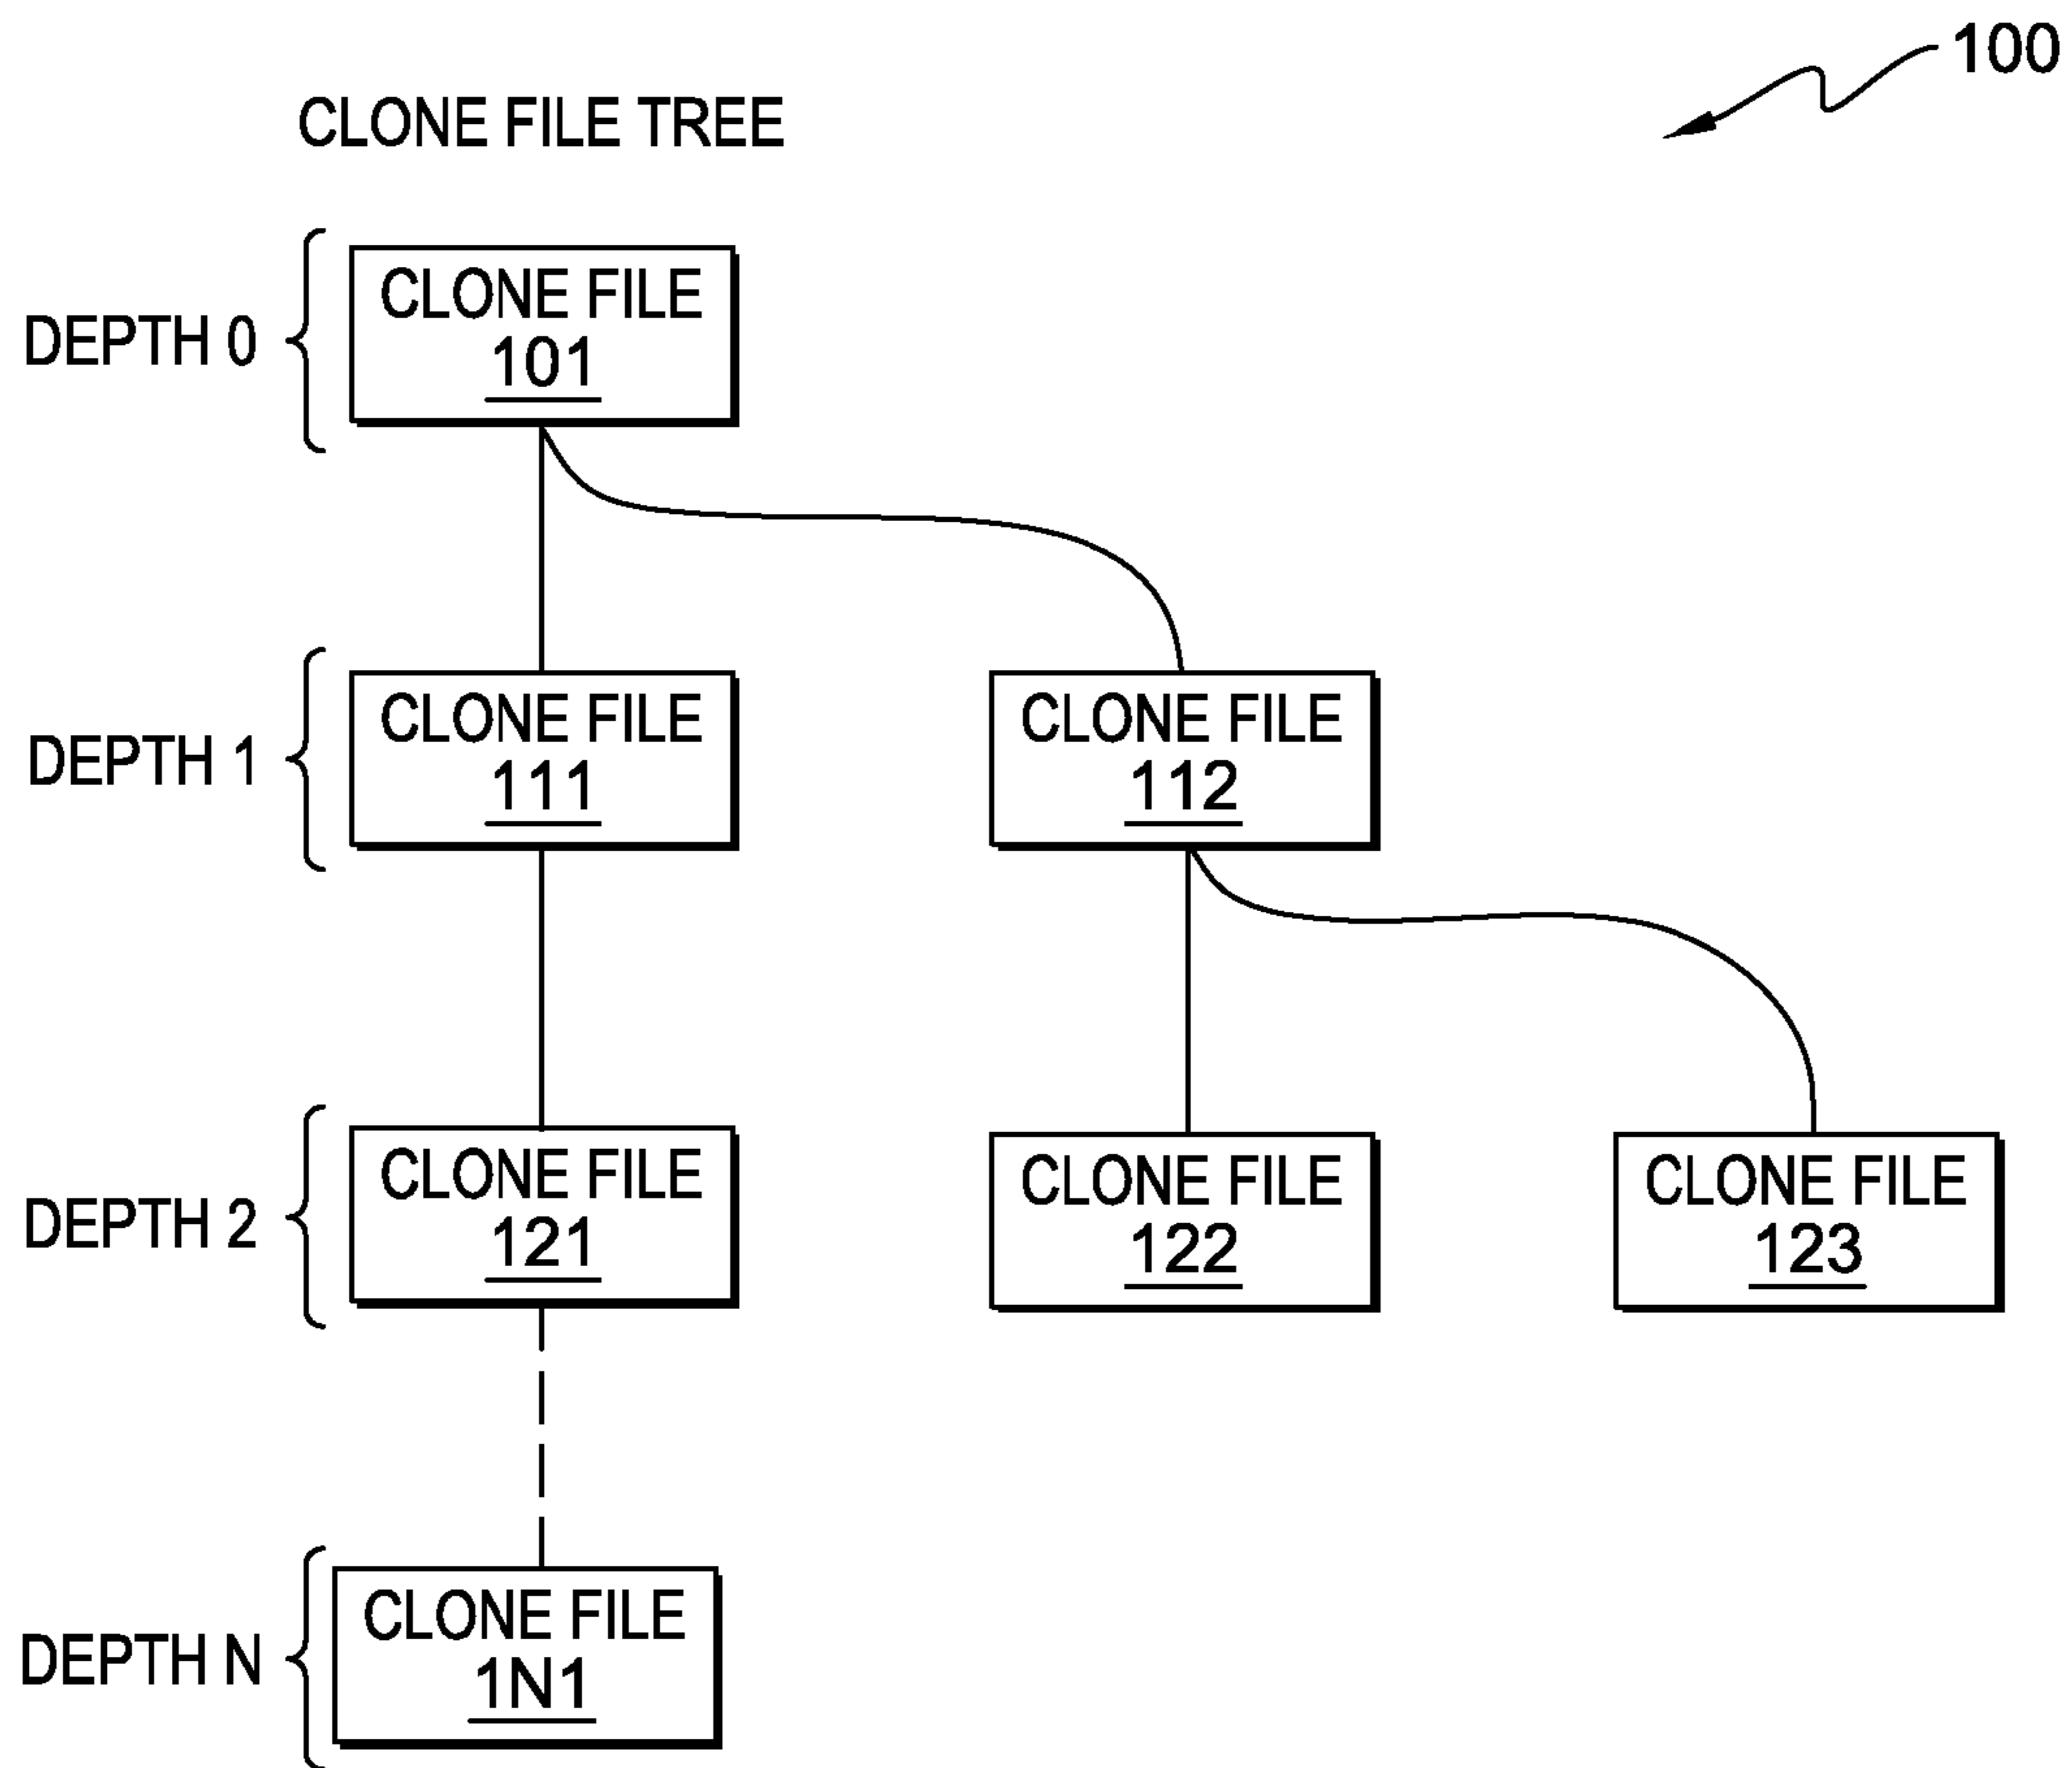 100
CLONE FILE TREE
DEPTH 0
CLONE FILE
101
DEPTH 1
CLONE FILE
111
CLONE FILE
112
DEPTH 2
CLONE FILE
121
CLONE FILE
122
CLONE FILE
123
DEPTH N
CLONE FILE
1N1